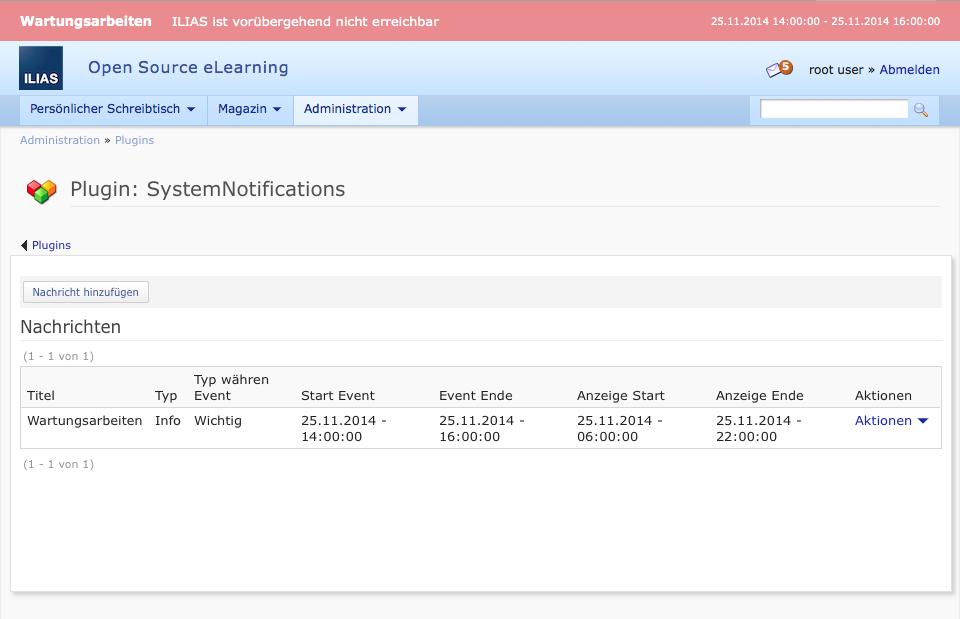 Wartungsarbeiten ILIAS ist vorübergehend nicht erreichbar 25.11.2014 14:00:00 - 25.11.2014 16:00:00
ILIAS Open Source eLearning 5 root user » Abmelden
Persönlicher Schreibtisch Magazin Administration
Administration » Plugins
Plugin: SystemNotifications
Plugins
Nachricht hinzufügen
Nachrichten
(1 - 1 von 1)
Typ währen
Titel Typ Event Start Event Event Ende Anzeige Start Anzeige Ende Aktionen
Wartungsarbeiten Info Wichtig 25.11.2014 - 25.11.2014 - 25.11.2014 - 25.11.2014 - Aktionen
14:00:00 16:00:00 06:00:00 22:00:00
(1 - 1 von 1)